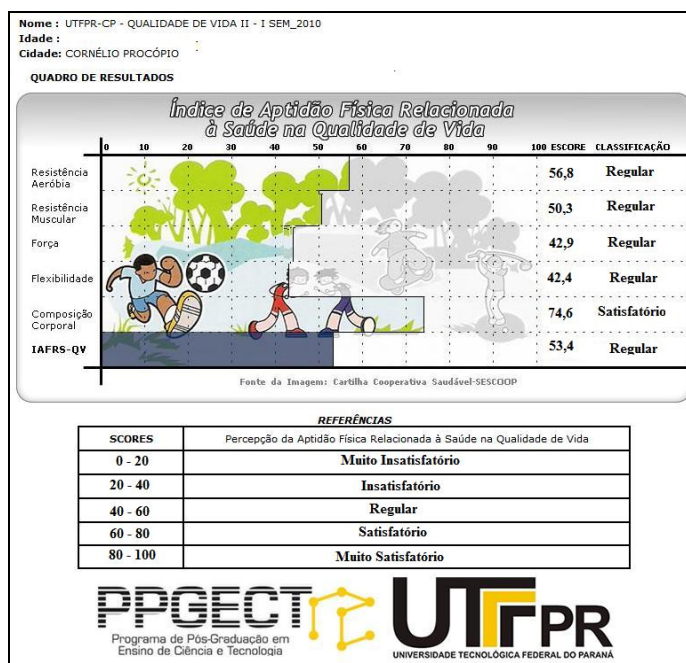 Nome : UTFPR-CP - QUALIDADE DE VIDA II - I SEM_2010
Idade :
Cidade: CORNÉLIO PROCÓPIO
QUADRO DE RESULTADOS
Índice de Aptidão Física Relacionada
à Saúde na Qualidade de Vida
0 10 20 30 40 50 60 70 80 90 100 ESCORE CLASSIFICAÇÃO
Resistência
Aeróbia 56,8 Regular
Resistência
Muscular 50,3 Regular
Força 42,9 Regular
Flexibilidade 42,4 Regular
Composição
Corporal 74,6 Satisfatório
IAFRS-QV 53,4 Regular
Fonte da Imagem: Cartilha Cooperativa Saudável-SESCOOP
REFERÊNCIAS
SCORES Percepção da Aptidão Física Relacionada à Saúde na Qualidade de Vida
0 - 20 Muito Insatisfatório
20 - 40 Insatisfatório
40 - 60 Regular
60 - 80 Satisfatório
80 - 100 Muito Satisfatório
PPGECT
Programa de Pós-Graduação em
Ensino de Ciência e Tecnologia
UTFPR
UNIVERSIDADE TECNOLÓGICA FEDERAL DO PARANÁ